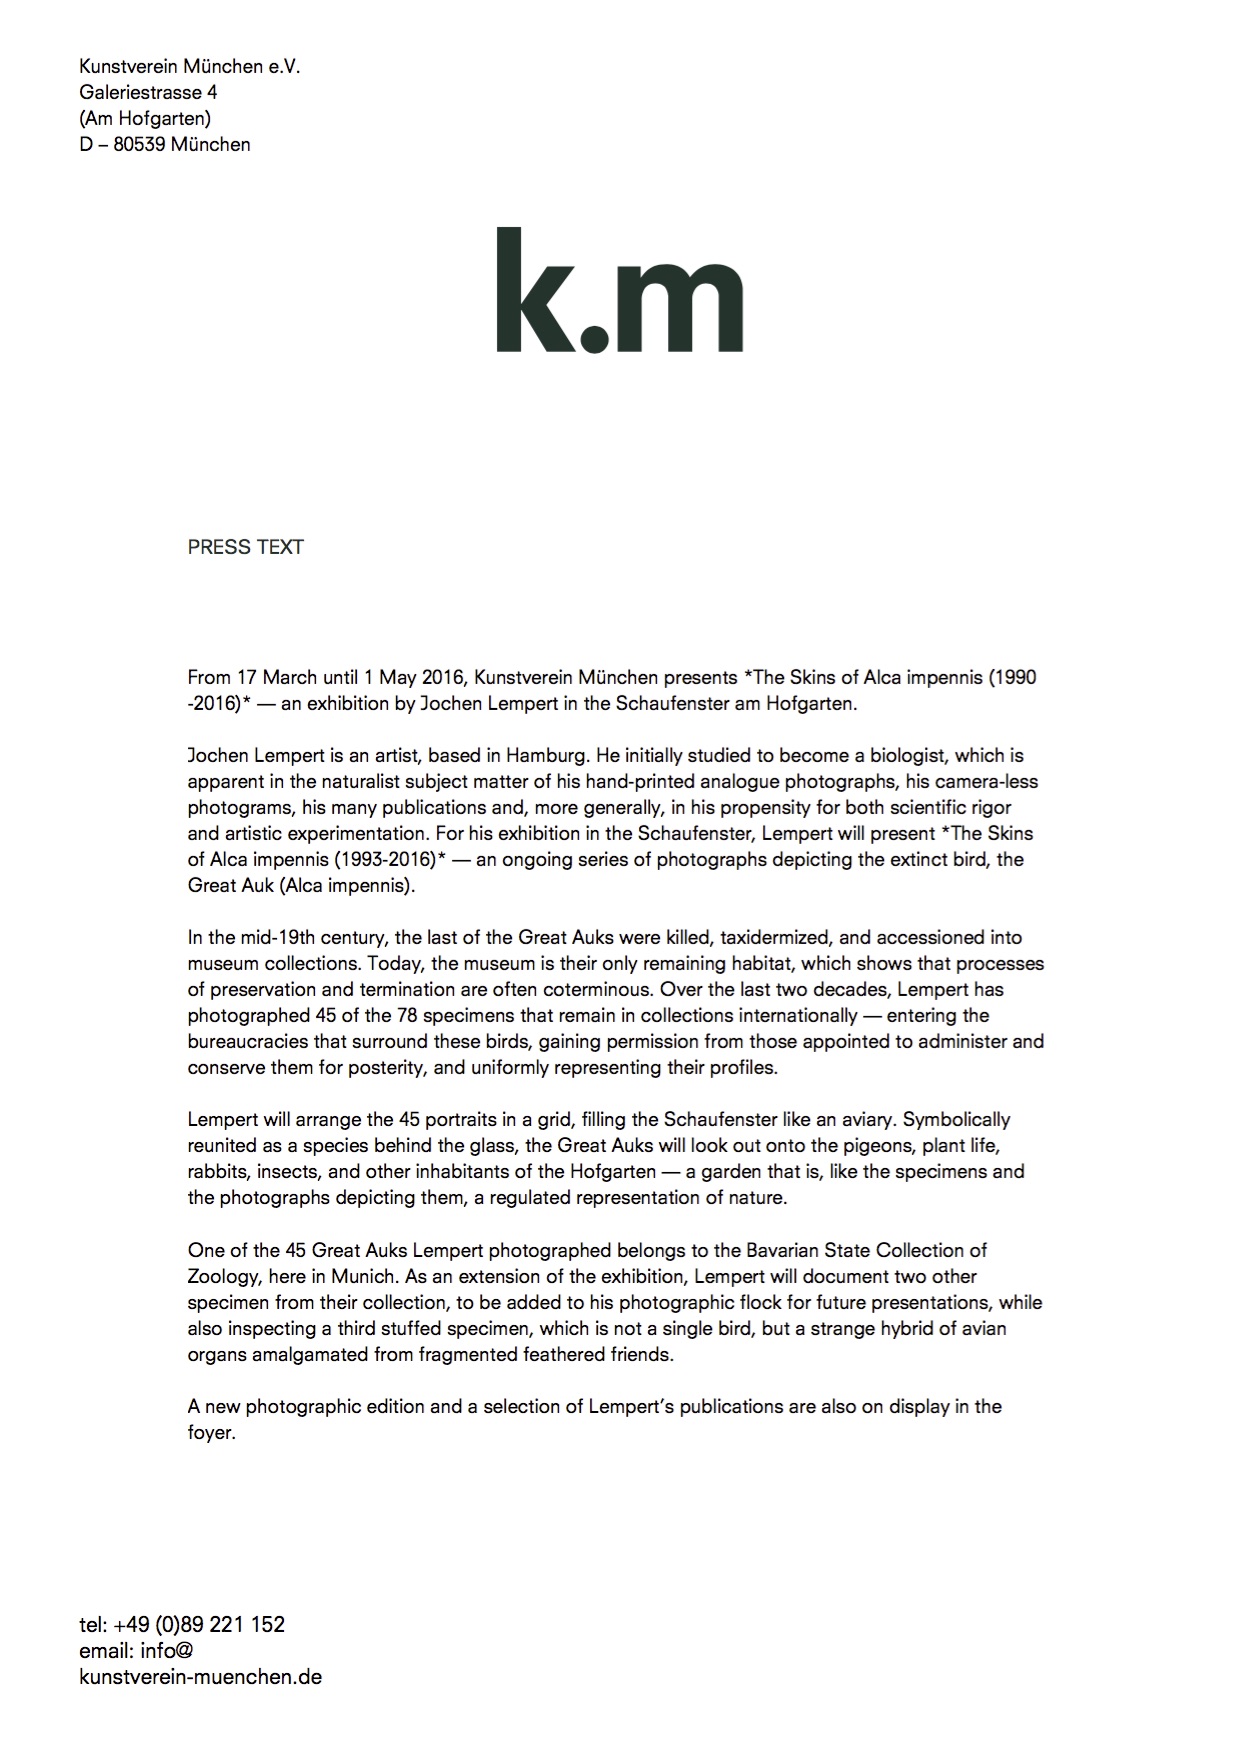 Kunstverein München e.V.
Galeriestrasse 4
(Am Hofgarten)
D – 80539 München
k.m
PRESS TEXT
From 17 March until 1 May 2016, Kunstverein München presents *The Skins of Alca impennis (1990
-2016)* — an exhibition by Jochen Lempert in the Schaufenster am Hofgarten.
Jochen Lempert is an artist, based in Hamburg. He initially studied to become a biologist, which is
apparent in the naturalist subject matter of his hand-printed analogue photographs, his camera-less
photograms, his many publications and, more generally, in his propensity for both scientific rigor
and artistic experimentation. For his exhibition in the Schaufenster, Lempert will present *The Skins
of Alca impennis (1993-2016)* — an ongoing series of photographs depicting the extinct bird, the
Great Auk (Alca impennis).
In the mid-19th century, the last of the Great Auks were killed, taxidermized, and accessioned into
museum collections. Today, the museum is their only remaining habitat, which shows that processes
of preservation and termination are often coterminous. Over the last two decades, Lempert has
photographed 45 of the 78 specimens that remain in collections internationally — entering the
bureaucracies that surround these birds, gaining permission from those appointed to administer and
conserve them for posterity, and uniformly representing their profiles.
Lempert will arrange the 45 portraits in a grid, filling the Schaufenster like an aviary. Symbolically
reunited as a species behind the glass, the Great Auks will look out onto the pigeons, plant life,
rabbits, insects, and other inhabitants of the Hofgarten — a garden that is, like the specimens and
the photographs depicting them, a regulated representation of nature.
One of the 45 Great Auks Lempert photographed belongs to the Bavarian State Collection of
Zoology, here in Munich. As an extension of the exhibition, Lempert will document two other
specimen from their collection, to be added to his photographic flock for future presentations, while
also inspecting a third stuffed specimen, which is not a single bird, but a strange hybrid of avian
organs amalgamated from fragmented feathered friends.
A new photographic edition and a selection of Lempert’s publications are also on display in the
foyer.
tel: +49 (0)89 221 152
email: info@
kunstverein-muenchen.de